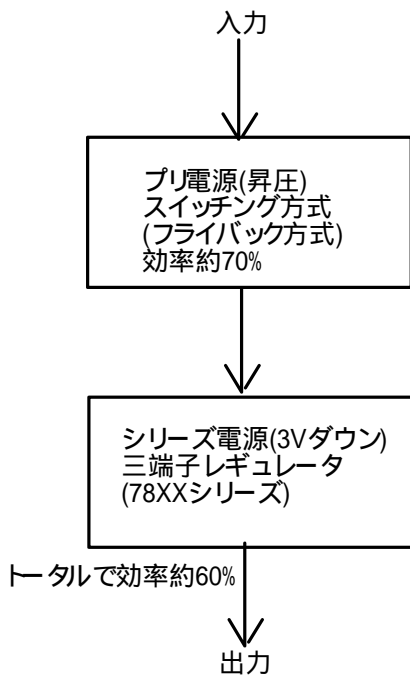 入力
プリ電源(昇圧)
スイッチング方式
(フライバック方式)
効率約70%
シリーズ電源(3Vダウン)
三端子レギュレータ
(78XXシリーズ)
トータルで効率約60%
出力